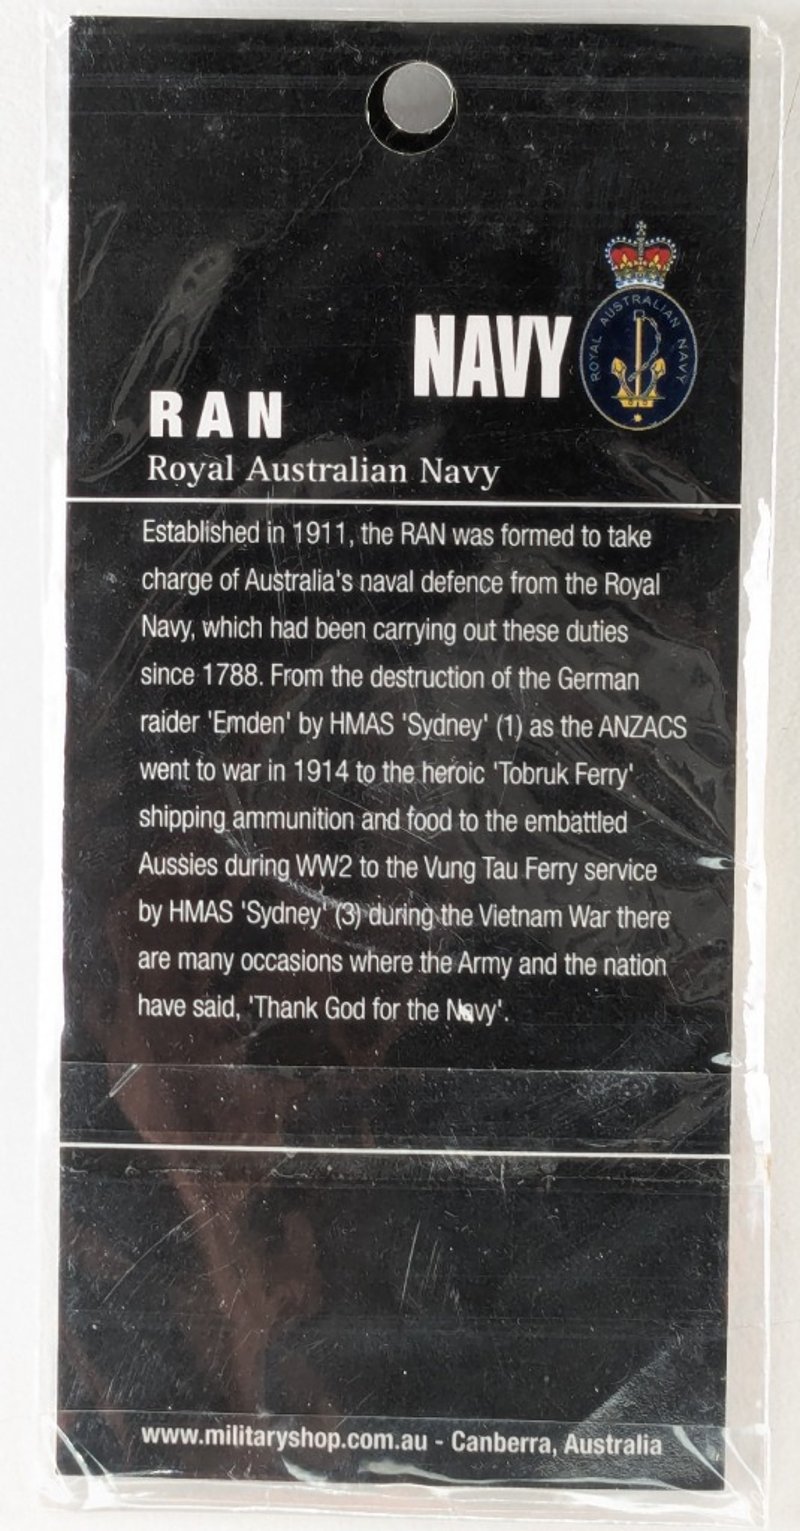 NAVY
ROYAL AUSTRALIAN NAVY
RAN
Royal Australian Navy
Established in 1911, the RAN was formed to take
charge of Australia's naval defence from the Royal
Navy, which had been carrying out these duties
since 1788. From the destruction of the German
raider 'Emden' by HMAS 'Sydney' (1) as the ANZACS
went to war in 1914 to the heroic 'Tobruk Ferry'
shipping ammunition and food to the embattled
Aussies during WW2 to the Vung Tau Ferry service
by HMAS 'Sydney' (3) during the Vietnam War there
are many occasions where the Army and the nation
have said, 'Thank God for the Navy'.
www.militaryshop.com.au - Canberra, Australia